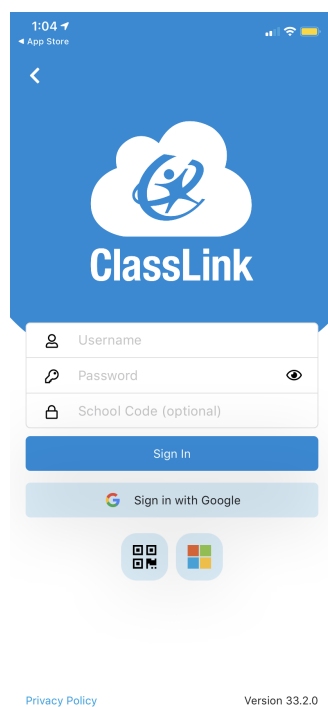 1:04
App Store
ClassLink
Username
Password
School Code (optional)
Sign In
Sign in with Google
Privacy Policy
Version 33.2.0